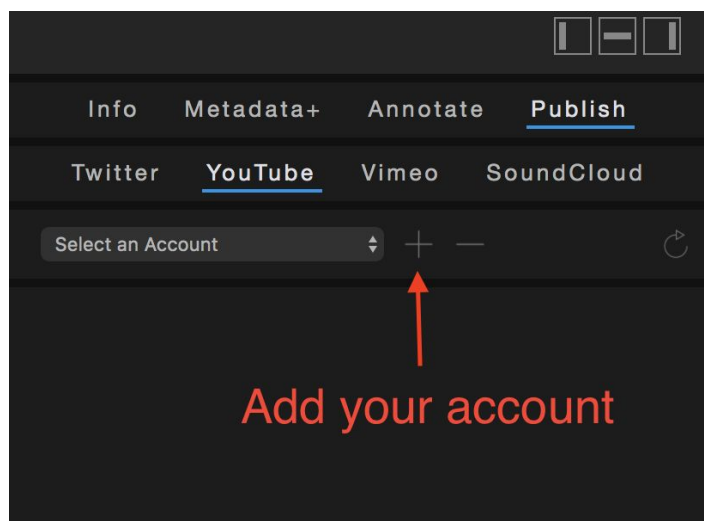 Info Metadata+ Annotate Publish
Twitter YouTube Vimeo SoundCloud
Select an Account
Add your account